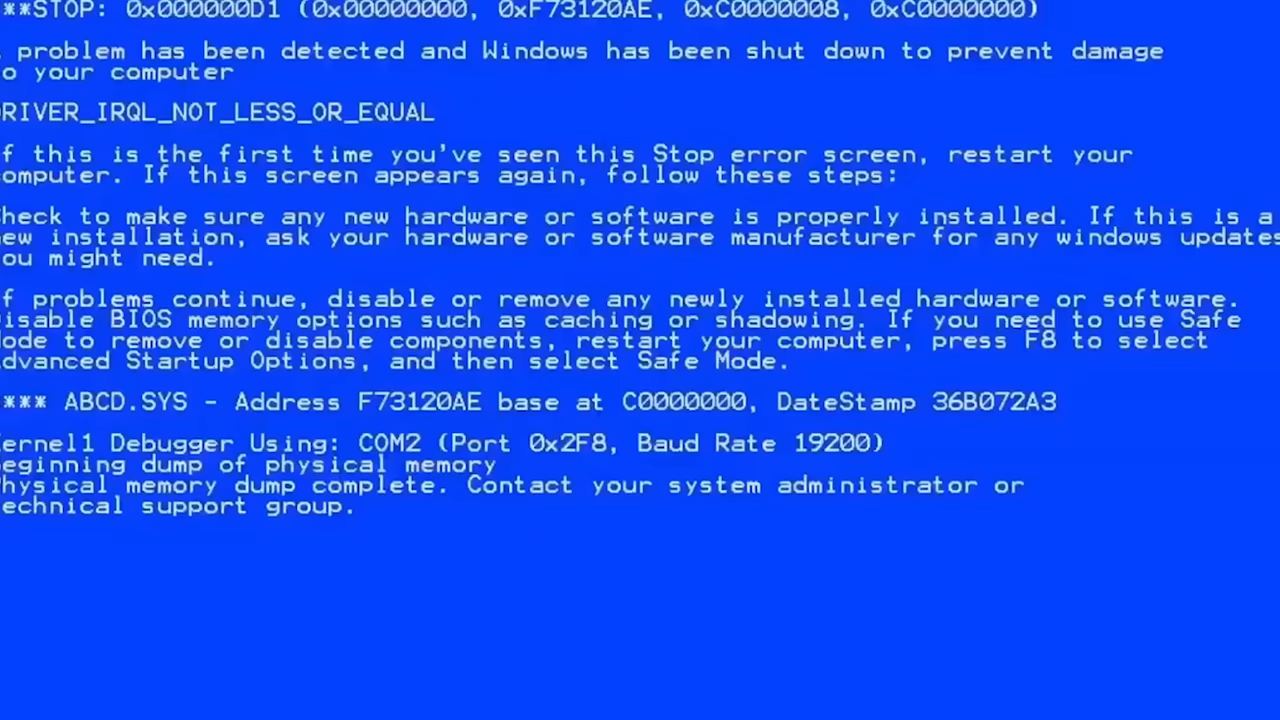 **STOP: 0x000000D1 (0x00000000, 0xF73120AE, 0xC0000008, 0xC0000000)
problem has been detected and Windows has been shut down to prevent damage
o your computer
RIVER_IRQL_NOT_LESS_OR_EQUAL
f this is the first time you've seen this Stop error screen, restart your
omputer. If this screen appears again, follow these steps:
heck to make sure any new hardware or software is properly installed. If this is a
ew installation, ask your hardware or software manufacturer for any windows updates
ou might need.
f problems continue, disable or remove any newly installed hardware or software.
isable BIOS memory options such as caching or shadowing. If you need to use Safe
ode to remove or disable components, restart your computer, press F8 to select
dvanced Startup Options, and then select Safe Mode.
*** ABCD.SYS - Address F73120AE base at C0000000, DateStamp 36B072A3
ernel1 Debugger Using: COM2 (Port 0x2F8, Baud Rate 19200)
eginning dump of physical memory
hysical memory dump complete. Contact your system administrator or
echnical support group.